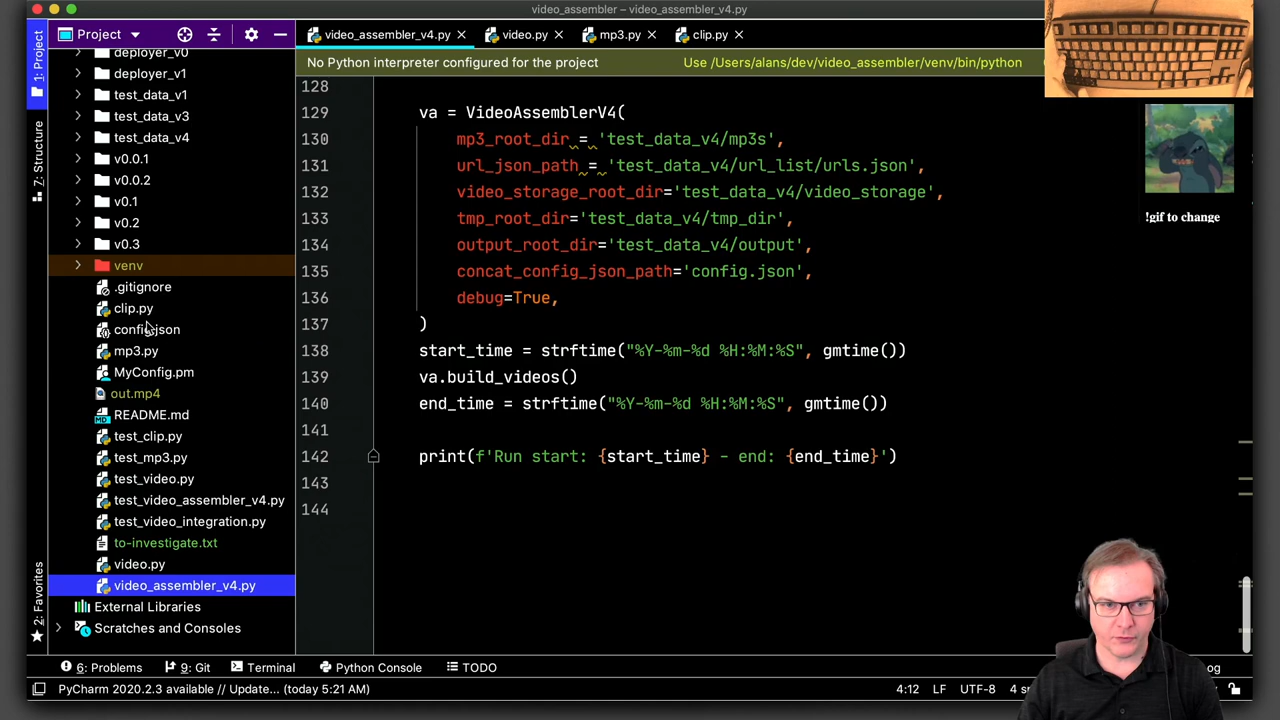 video_assembler – video_assembler_v4.py
Project
video_assembler_v4.py
video.py
mp3.py
clip.py
No Python interpreter configured for the project
Use /Users/alans/dev/video_assembler/venv/bin/python
1: Project
7: Structure
2: Favorites
deployer_v0
deployer_v1
test_data_v1
test_data_v3
test_data_v4
v0.0.1
v0.0.2
v0.1
v0.2
v0.3
venv
.gitignore
clip.py
config.json
mp3.py
MyConfig.pm
out.mp4
README.md
test_clip.py
test_mp3.py
test_video.py
test_video_assembler_v4.py
test_video_integration.py
to-investigate.txt
video.py
video_assembler_v4.py
External Libraries
Scratches and Consoles
128
129 va = VideoAssemblerV4(
130 mp3_root_dir = 'test_data_v4/mp3s',
131 url_json_path = 'test_data_v4/url_list/urls.json',
132 video_storage_root_dir='test_data_v4/video_storage',
133 tmp_root_dir='test_data_v4/tmp_dir',
134 output_root_dir='test_data_v4/output',
135 concat_config_json_path='config.json',
136 debug=True,
137 )
138 start_time = strftime("%Y-%m-%d %H:%M:%S", gmtime())
139 va.build_videos()
140 end_time = strftime("%Y-%m-%d %H:%M:%S", gmtime())
141
142 print(f'Run start: {start_time} - end: {end_time}')
143
144
!gif to change
6: Problems
9: Git
Terminal
Python Console
TODO
PyCharm 2020.2.3 available // Update... (today 5:21 AM)
4:12
LF
UTF-8